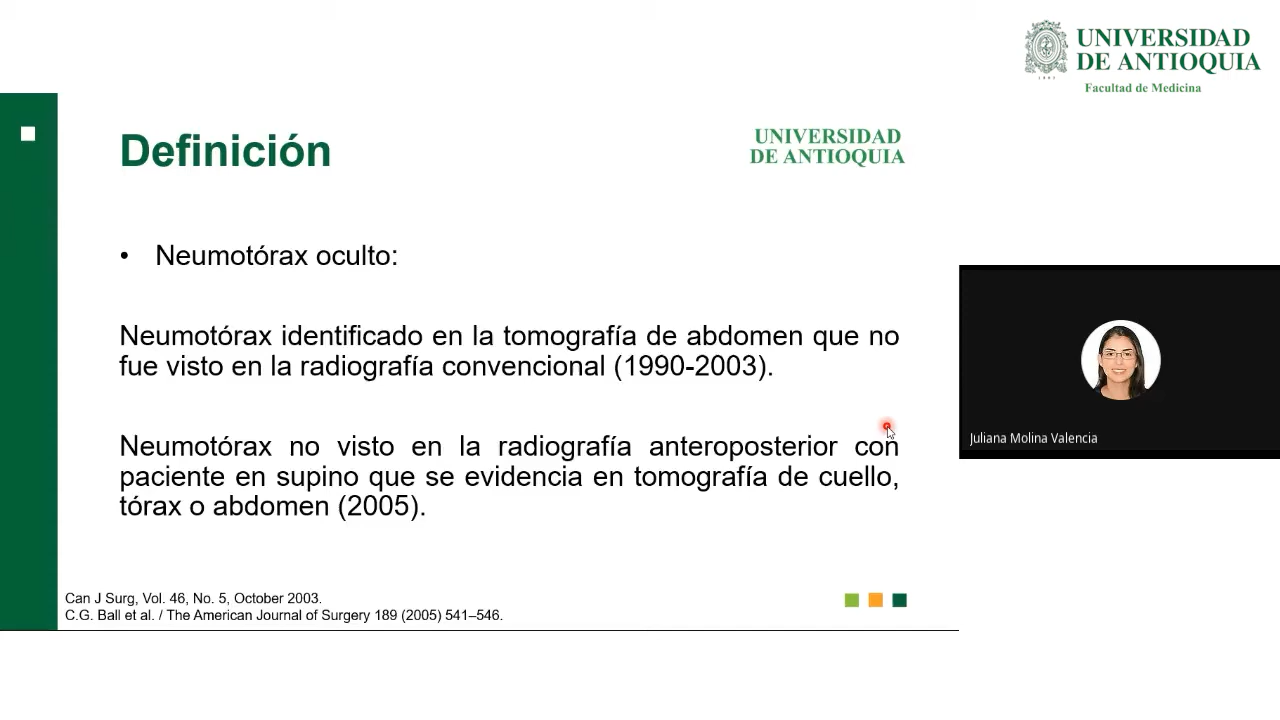 UNIVERSIDAD
DE ANTIOQUIA
Facultad de Medicina
Definición
UNIVERSIDAD
DE ANTIOQUIA
• Neumotórax oculto:
Neumotórax identificado en la tomografía de abdomen que no
fue visto en la radiografía convencional (1990-2003).
Neumotórax no visto en la radiografía anteroposterior con
paciente en supino que se evidencia en tomografía de cuello,
tórax o abdomen (2005).
Juliana Molina Valencia
Can J Surg, Vol. 46, No. 5, October 2003.
C.G. Ball et al. / The American Journal of Surgery 189 (2005) 541–546.